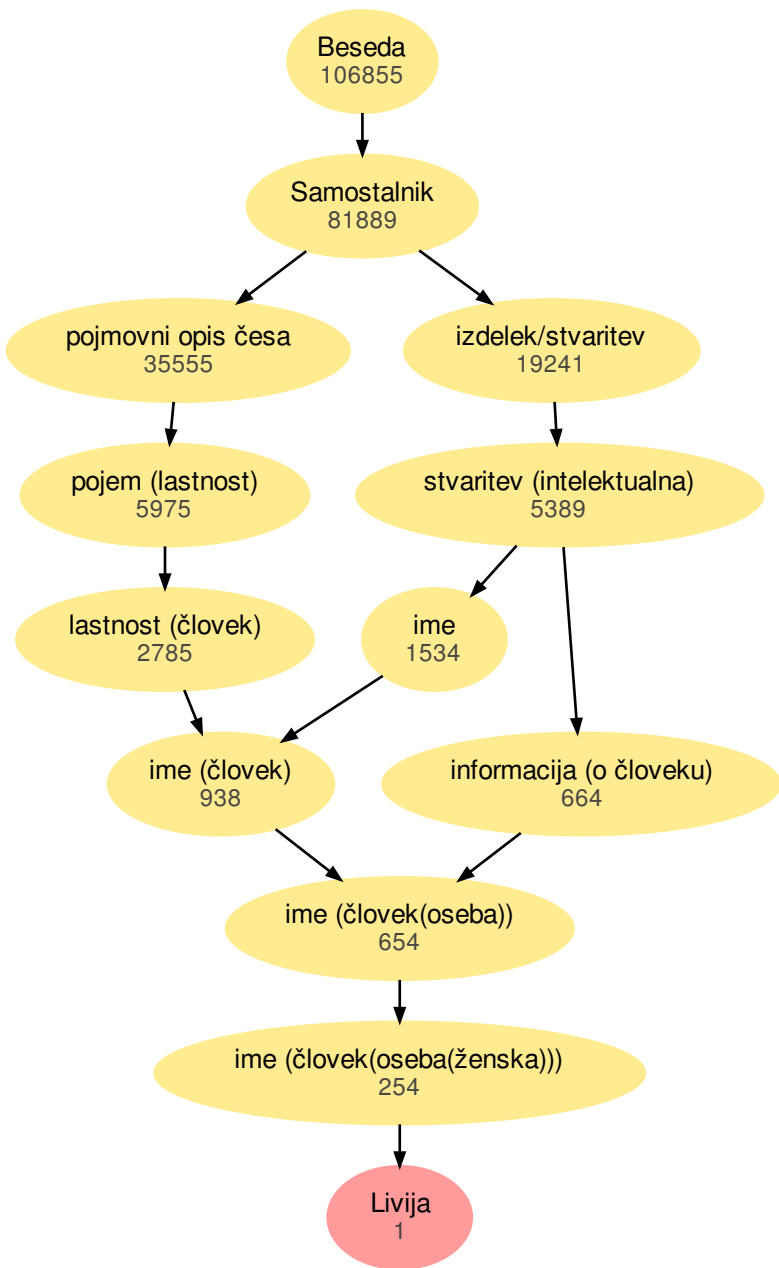 Beseda
106855
Samostalnik
81889
pojmovni opis česa
35555
izdelek/stvaritev
19241
pojem (lastnost)
5975
stvaritev (intelektualna)
5389
lastnost (človek)
2785
ime
1534
ime (človek)
938
informacija (o človeku)
664
ime (človek(oseba))
654
ime (človek(oseba(ženska)))
254
Livija
1